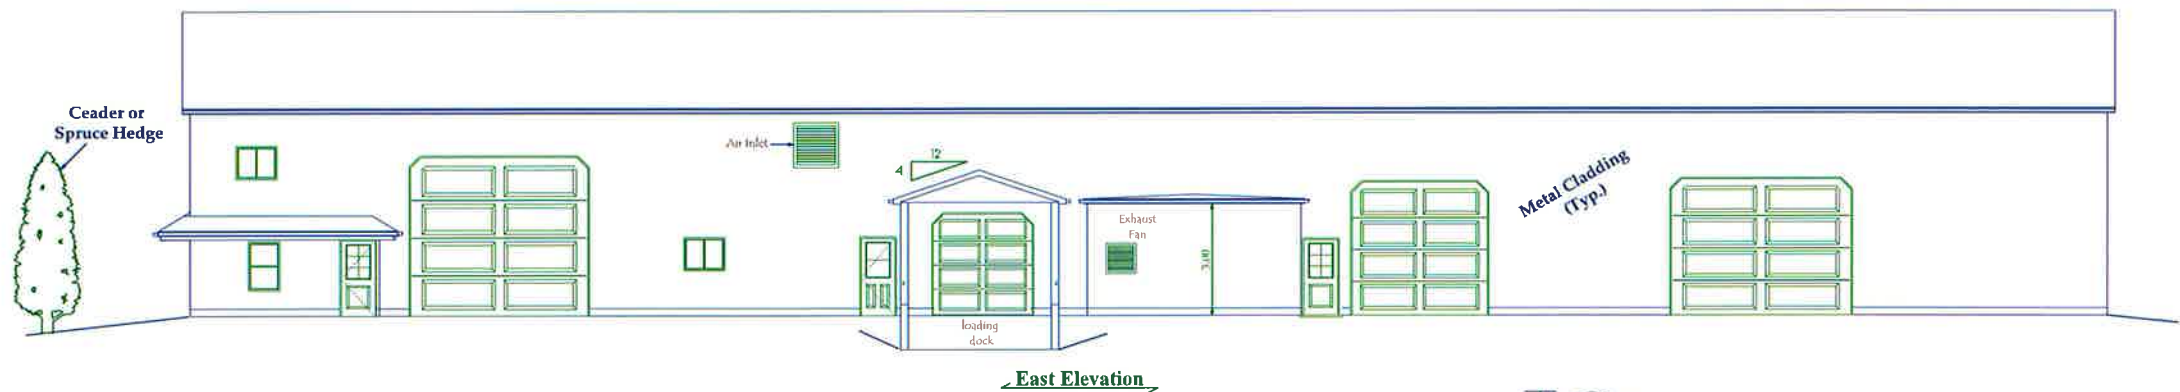 Ceader or
Spruce Hedge
Air Inlet
12
4
Metal Cladding
(Typ.)
Exhaust
Fan
loading
dock
East Elevation